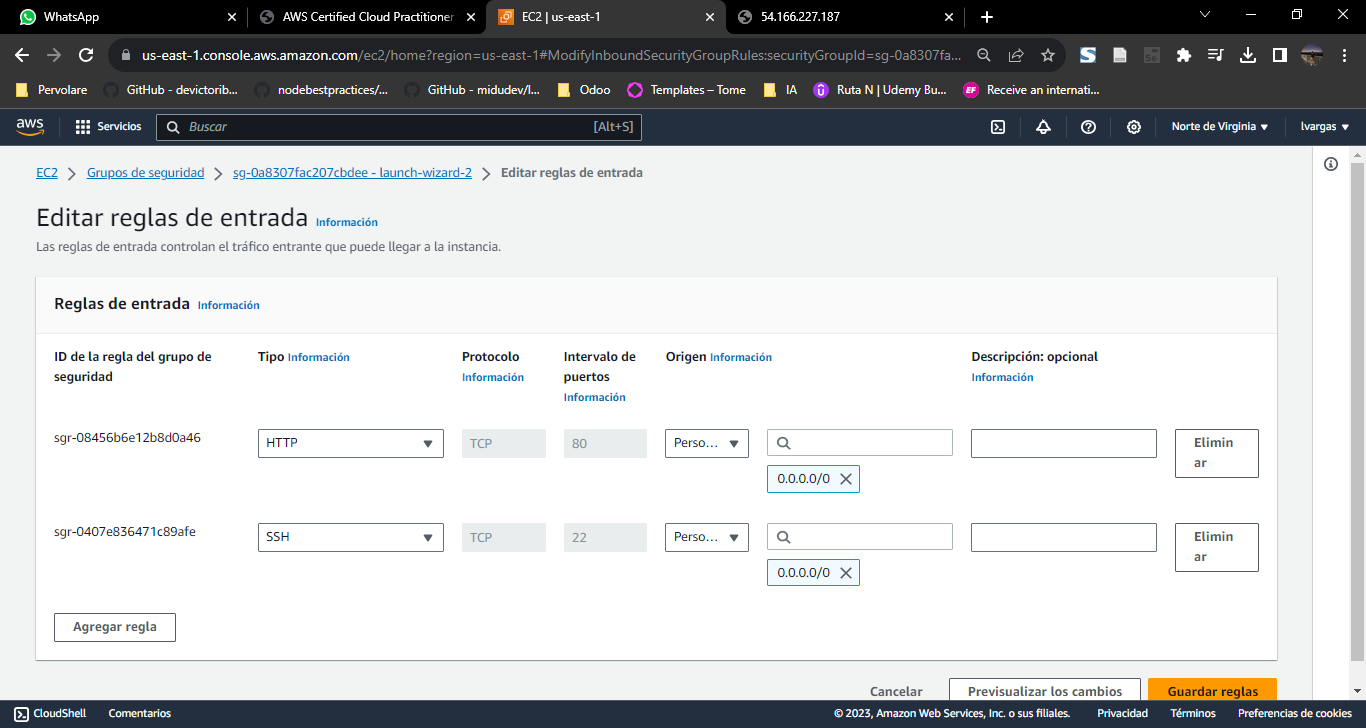 WhatsApp
AWS Certified Cloud Practitioner
EC2 | us-east-1
54.166.227.187
us-east-1.console.aws.amazon.com/ec2/home?region=us-east-1#ModifyInboundSecurityGroupRules:securityGroupId=sg-0a8307fa...
Pervolare
GitHub - devictorib...
nodebestpractices/...
GitHub - midudev/l...
Odoo
Templates – Tome
IA
Ruta N | Udemy Bu...
EF
Receive an internati...
aws
Servicios
Buscar
[Alt+S]
Norte de Virginia
lvargas
EC2
Grupos de seguridad
sg-0a8307fac207cbdee - launch-wizard-2
Editar reglas de entrada
Editar reglas de entrada Información
Las reglas de entrada controlan el tráfico entrante que puede llegar a la instancia.
Reglas de entrada Información
ID de la regla del grupo de
seguridad
Tipo Información
Protocolo
Información
Intervalo de
puertos
Información
Origen Información
Descripción: opcional
Información
sgr-08456b6e12b8d0a46
HTTP
TCP
80
Perso...
0.0.0.0/0
Elimin
ar
sgr-0407e836471c89afe
SSH
TCP
22
Perso...
0.0.0.0/0
Elimin
ar
Agregar regla
Cancelar
Previsualizar los cambios
Guardar reglas
CloudShell
Comentarios
© 2023, Amazon Web Services, Inc. o sus filiales.
Privacidad
Términos
Preferencias de cookies